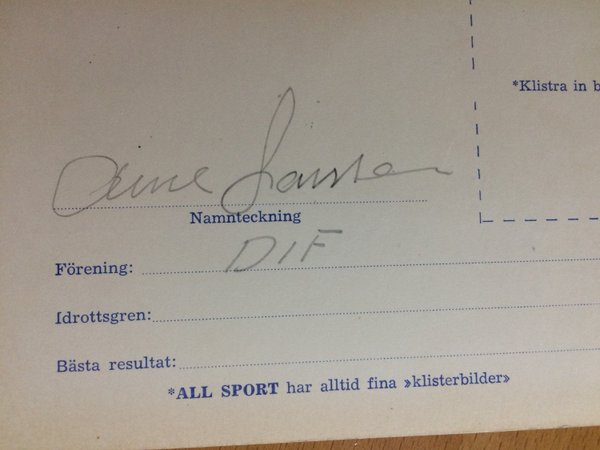 *Klistra in b
Namnteckning
DIF
Förening:
Idrottsgren:
Bästa resultat:
*ALL SPORT har alltid fina »klisterbilder»